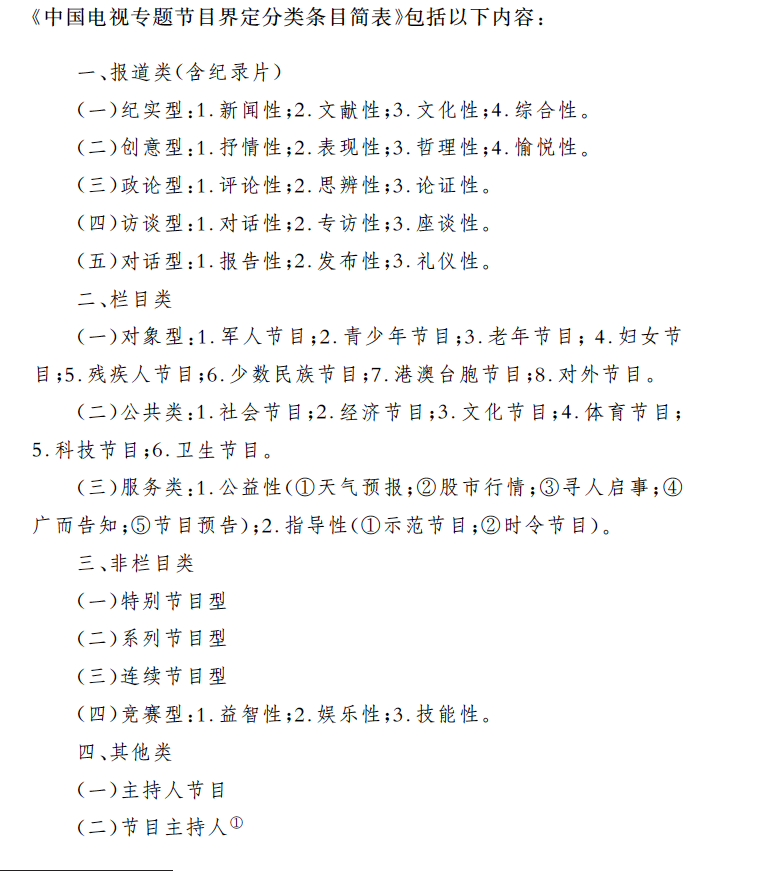 《中国电视专题节目界定分类条目简表》包括以下内容：
一、报道类(含纪录片)
(一)纪实型:1.新闻性;2.文献性;3.文化性;4.综合性。
(二)创意型:1.抒情性;2.表现性;3.哲理性;4.愉悦性。
(三)政论型:1.评论性;2.思辨性;3.论证性。
(四)访谈型:1.对话性;2.专访性;3.座谈性。
(五)对话型:1.报告性;2.发布性;3.礼仪性。
二、栏目类
(一)对象型:1.军人节目;2.青少年节目;3.老年节目; 4.妇女节
目;5.残疾人节目;6.少数民族节目;7.港澳台胞节目;8.对外节目。
(二)公共类:1.社会节目;2.经济节目;3.文化节目;4.体育节目;
5.科技节目;6.卫生节目。
(三)服务类:1.公益性(①天气预报;②股市行情;③寻人启事;④
广而告知;⑤节目预告);2.指导性(①示范节目;②时令节目)。
三、非栏目类
(一)特别节目型
(二)系列节目型
(三)连续节目型
(四)竞赛型:1.益智性;2.娱乐性;3.技能性。
四、其他类
(一)主持人节目
(二)节目主持人①